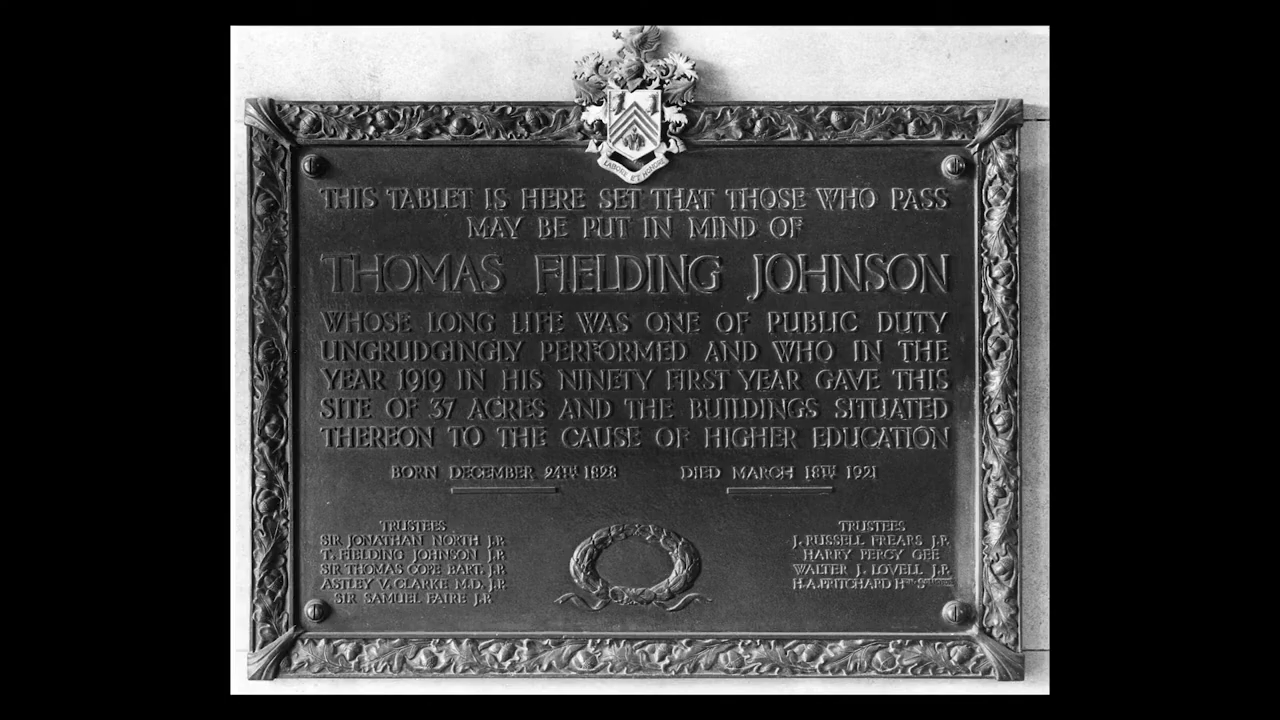 LABORE ET HONORE
THIS TABLET IS HERE SET THAT THOSE WHO PASS
MAY BE PUT IN MIND OF
THOMAS FIELDING JOHNSON
WHOSE LONG LIFE WAS ONE OF PUBLIC DUTY
UNGRUDGINGLY PERFORMED AND WHO IN THE
YEAR 1919 IN HIS NINETY FIRST YEAR GAVE THIS
SITE OF 37 ACRES AND THE BUILDINGS SITUATED
THEREON TO THE CAUSE OF HIGHER EDUCATION
BORN DECEMBER 24TH 1828 DIED MARCH 18TH 1921
TRUSTEES
SIR JONATHAN NORTH J.P.
T. FIELDING JOHNSON J.P.
SIR THOMAS COPE BART. J.P.
ASTLEY V. CLARKE M.D. J.P.
SIR SAMUEL FAIRE J.P.
TRUSTEES
J. RUSSELL FREARS J.P.
HARRY PERCY GEE
WALTER J. LOVELL J.P.
H.A. PRITCHARD